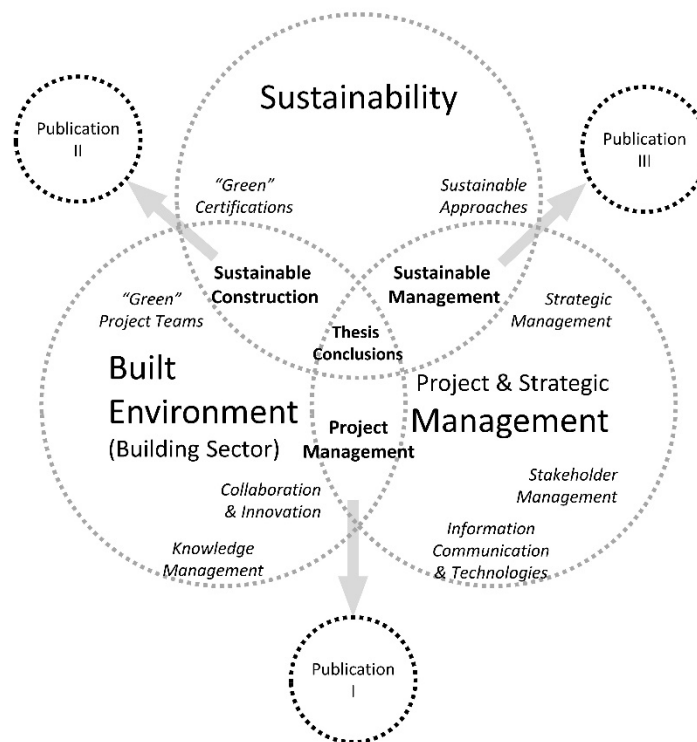 Sustainability
Publication
II
Publication
III
“Green”
Certifications
Sustainable
Approaches
Sustainable
Construction
Sustainable
Management
“Green”
Project Teams
Strategic
Management
Thesis
Conclusions
Built
Environment
(Building Sector)
Project & Strategic
Management
Project
Management
Collaboration
& Innovation
Stakeholder
Management
Knowledge
Management
Information
Communication
& Technologies
Publication
I